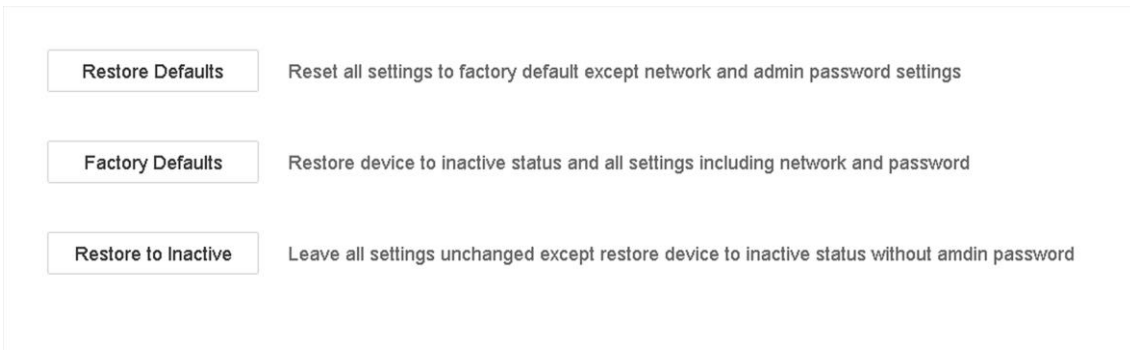 Restore Defaults Reset all settings to factory default except network and admin password settings
Factory Defaults Restore device to inactive status and all settings including network and password
Restore to Inactive Leave all settings unchanged except restore device to inactive status without amdin password